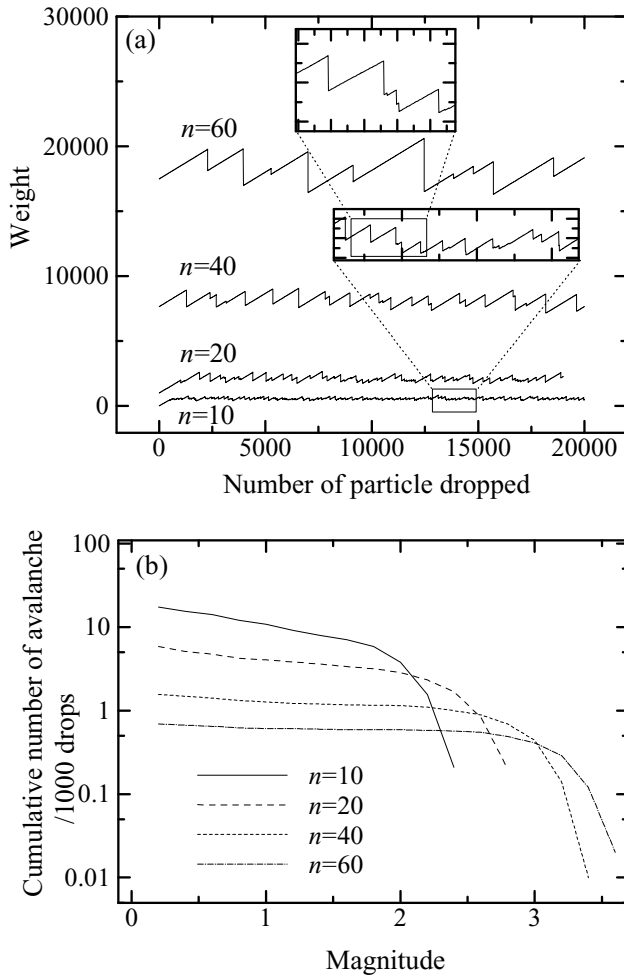 30000
(a)
n=60
20000
Weight
n=40
10000
n=20
0
n=10
0 5000 10000 15000 20000
Number of particle dropped
100
(b)
10
1
0.1
0.01
Cumulative number of avalanche
/1000 drops
n=10
n=20
n=40
n=60
0 1 2 3
Magnitude